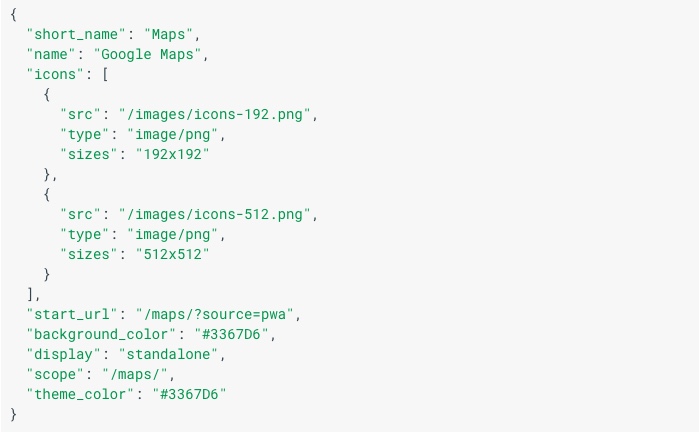 {
  "short_name": "Maps",
  "name": "Google Maps",
  "icons": [
    {
      "src": "/images/icons-192.png",
      "type": "image/png",
      "sizes": "192x192"
    },
    {
      "src": "/images/icons-512.png",
      "type": "image/png",
      "sizes": "512x512"
    }
  ],
  "start_url": "/maps/?source=pwa",
  "background_color": "#3367D6",
  "display": "standalone",
  "scope": "/maps/",
  "theme_color": "#3367D6"
}